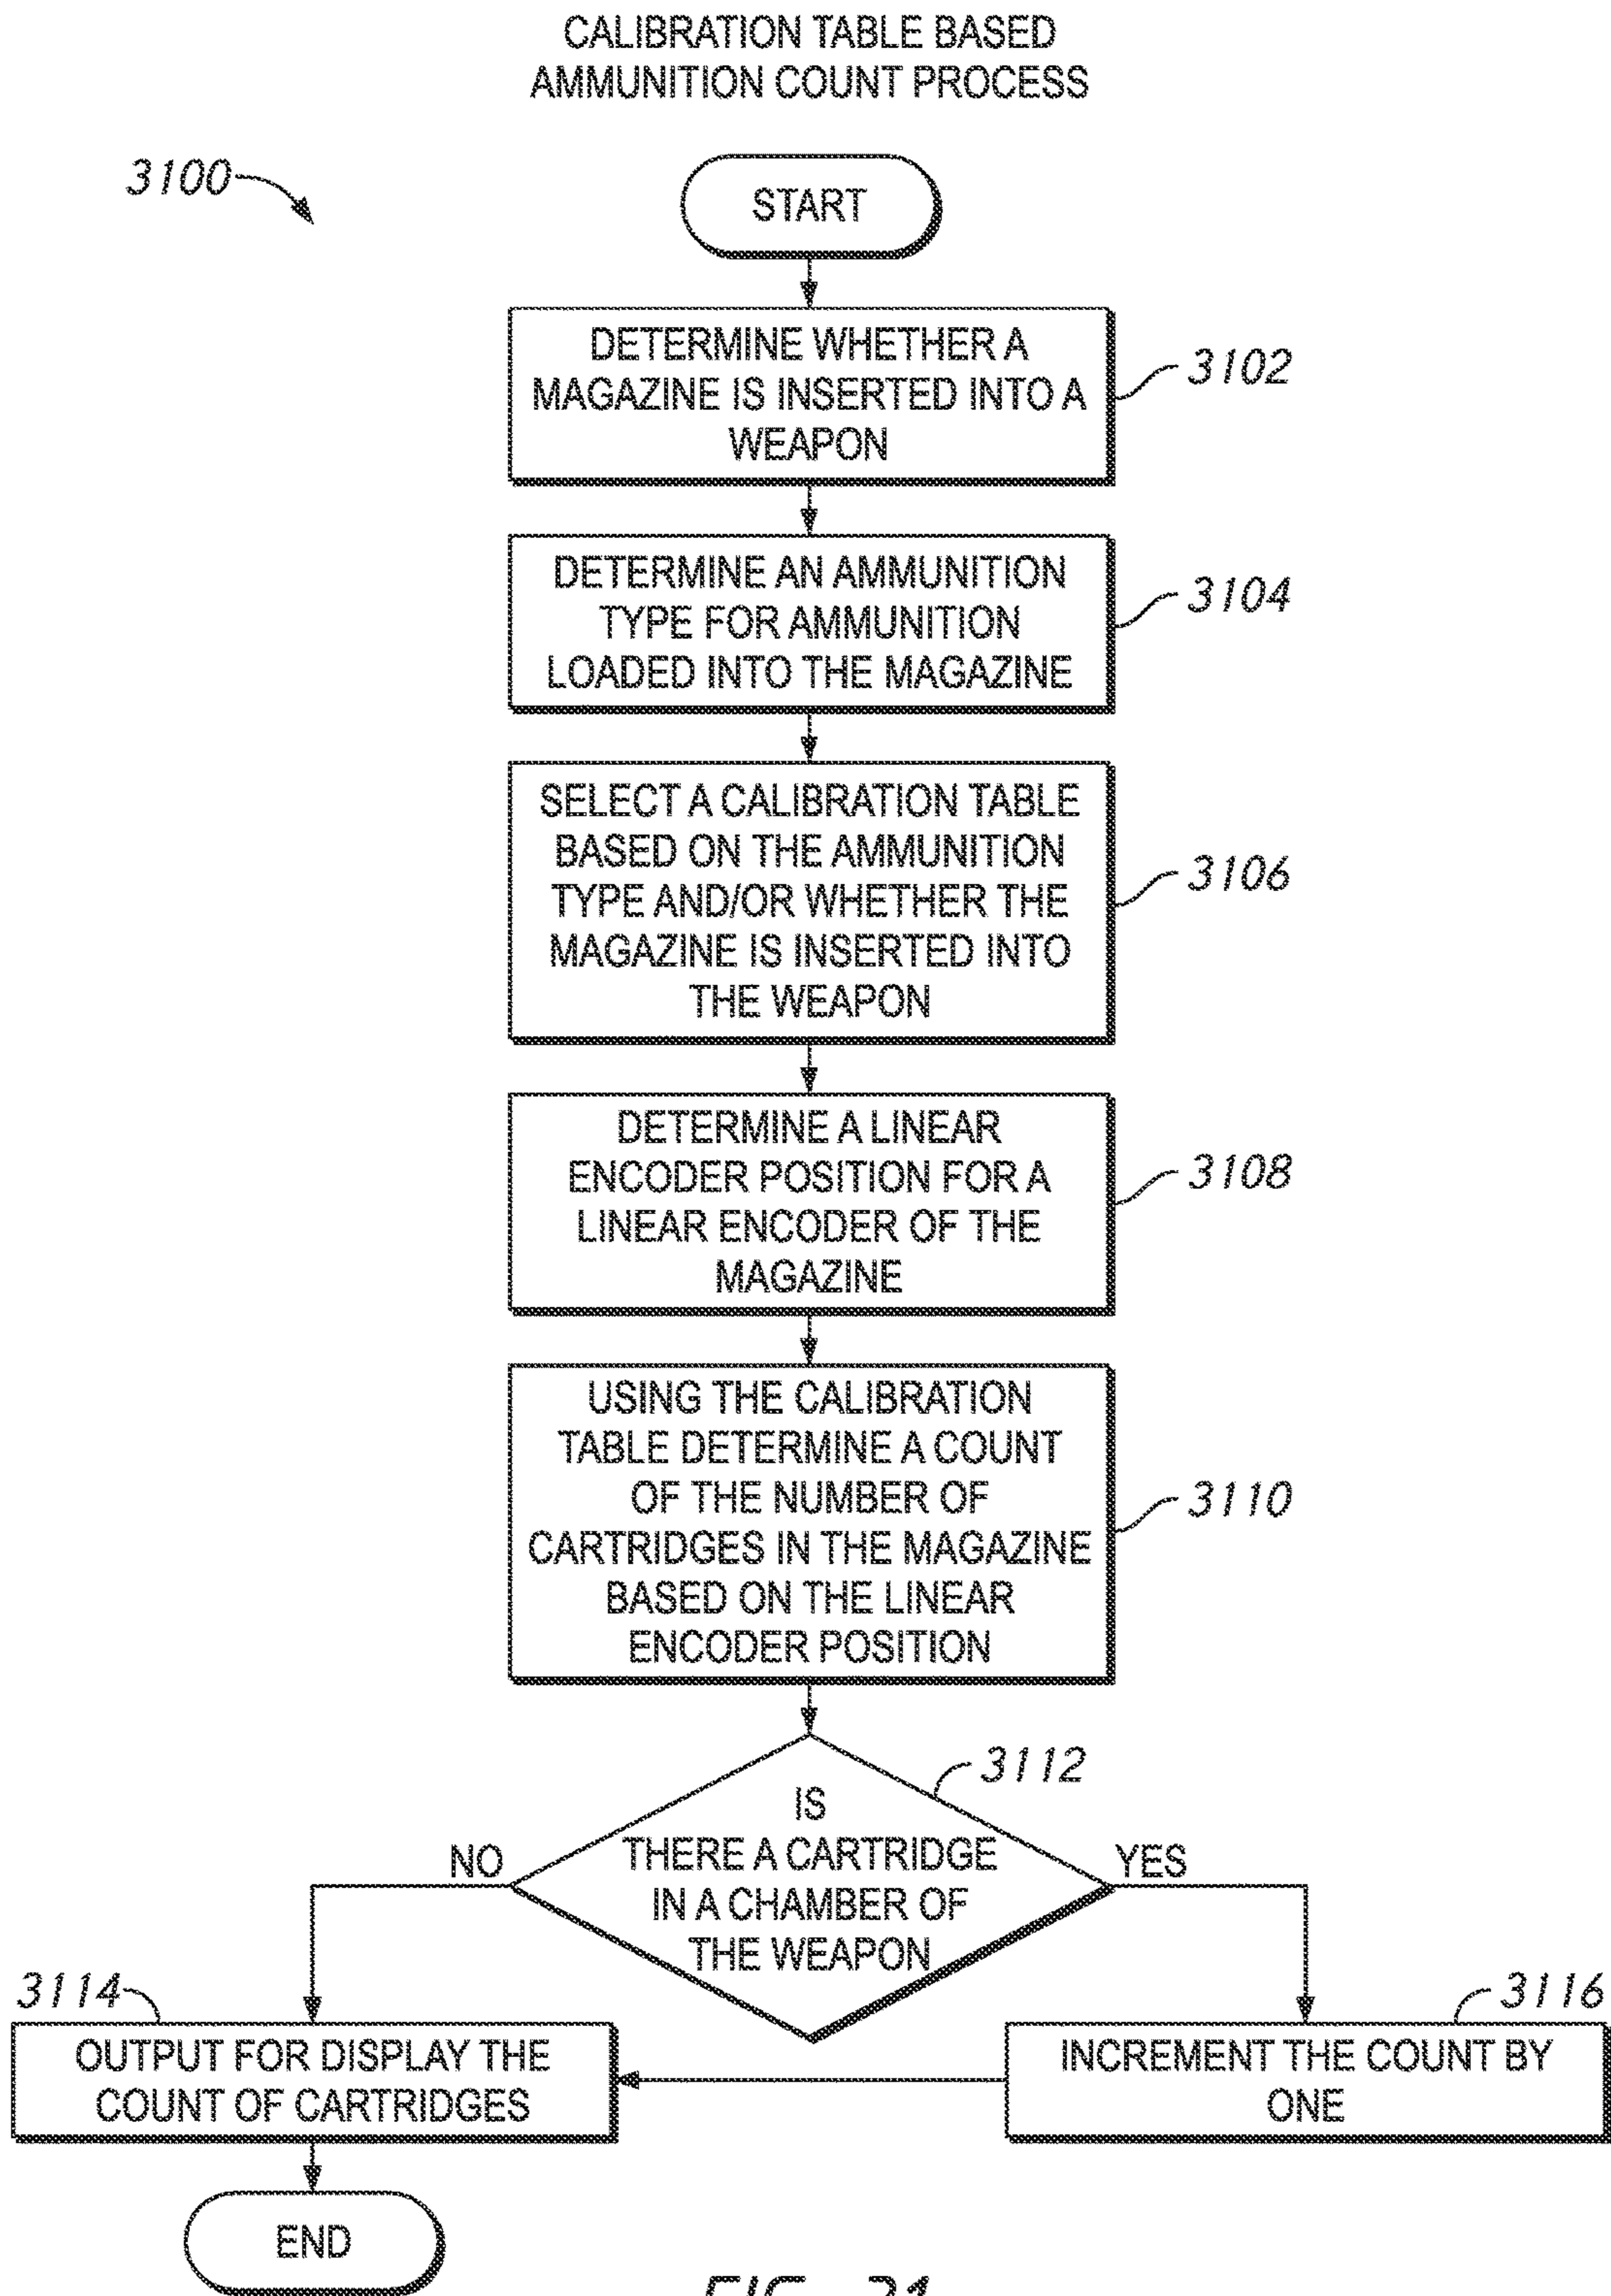 CALIBRATION TABLE BASED
AMMUNITION COUNT PROCESS
3100
START
DETERMINE WHETHER A
MAGAZINE IS INSERTED INTO A
WEAPON
3102
DETERMINE AN AMMUNITION
TYPE FOR AMMUNITION
LOADED INTO THE MAGAZINE
3104
SELECT A CALIBRATION TABLE
BASED ON THE AMMUNITION
TYPE AND/OR WHETHER THE
MAGAZINE IS INSERTED INTO
THE WEAPON
3106
DETERMINE A LINEAR
ENCODER POSITION FOR A
LINEAR ENCODER OF THE
MAGAZINE
3108
USING THE CALIBRATION
TABLE DETERMINE A COUNT
OF THE NUMBER OF
CARTRIDGES IN THE MAGAZINE
BASED ON THE LINEAR
ENCODER POSITION
3110
3112
IS
THERE A CARTRIDGE
IN A CHAMBER OF
THE WEAPON
NO
YES
3114
OUTPUT FOR DISPLAY THE
COUNT OF CARTRIDGES
3116
INCREMENT THE COUNT BY
ONE
END